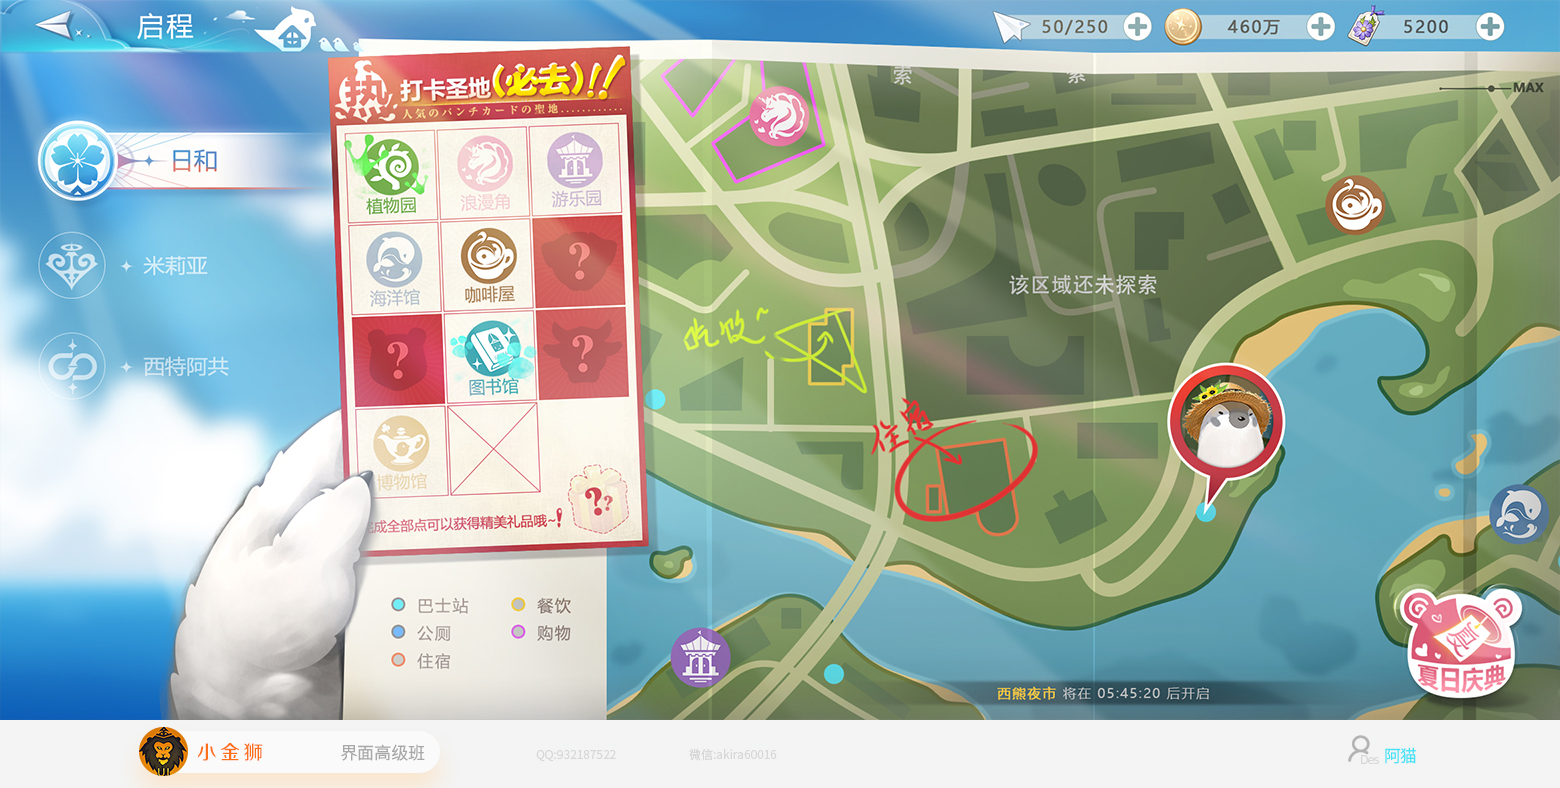 启程
50/250
460万
5200
索
索
MAX
热
打卡圣地(必去)!!
人気のパンチカードの聖地…………
日和
米莉亚
西特阿共
植物园
浪漫角
游乐园
海洋馆
咖啡屋
?
?
图书馆
?
博物馆
??
完成全部点可以获得精美礼品哦~!
该区域还未探索
吃饭~
住宿
巴士站
餐饮
公厕
购物
住宿
西熊夜市 将在 05:45:20 后开启
夏
夏日庆典
小金狮
界面高级班
QQ:932187522
微信:akira60016
Des 阿猫
UI